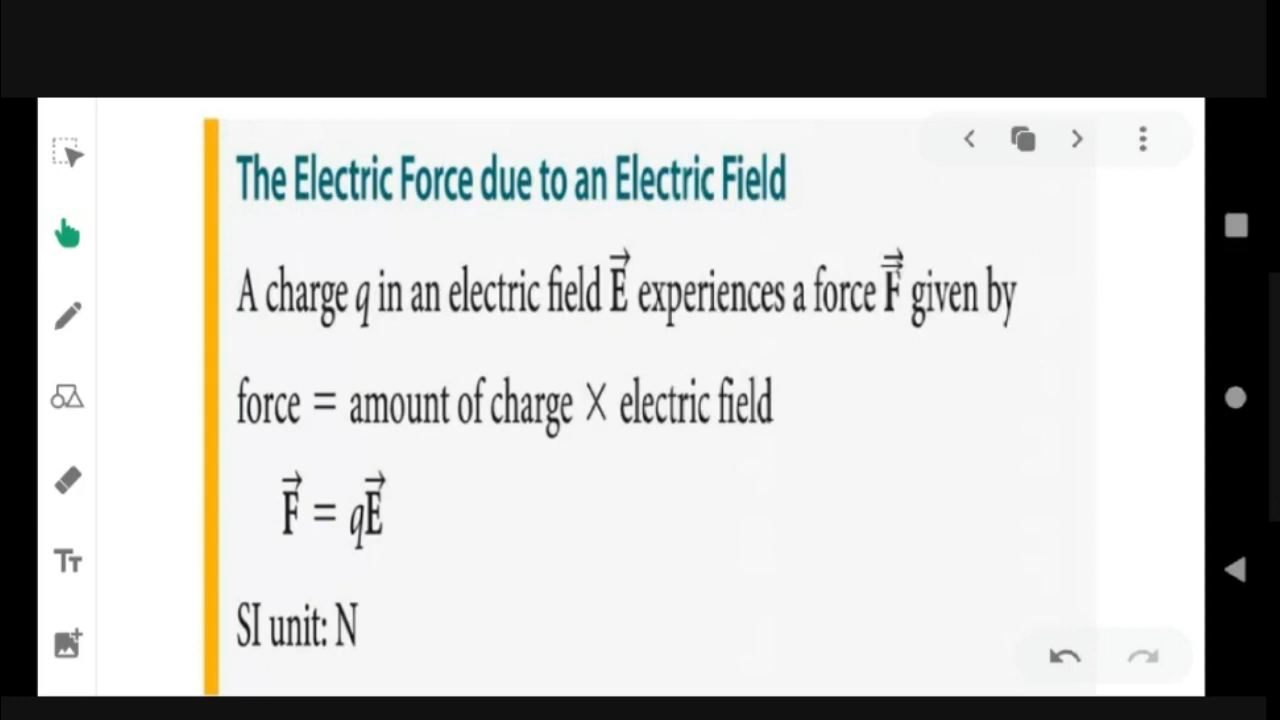 The Electric Force due to an Electric Field
A charge q in an electric field E⃗ experiences a force F⃗ given by
force = amount of charge × electric field
F⃗ = qE⃗
SI unit: N
Tт